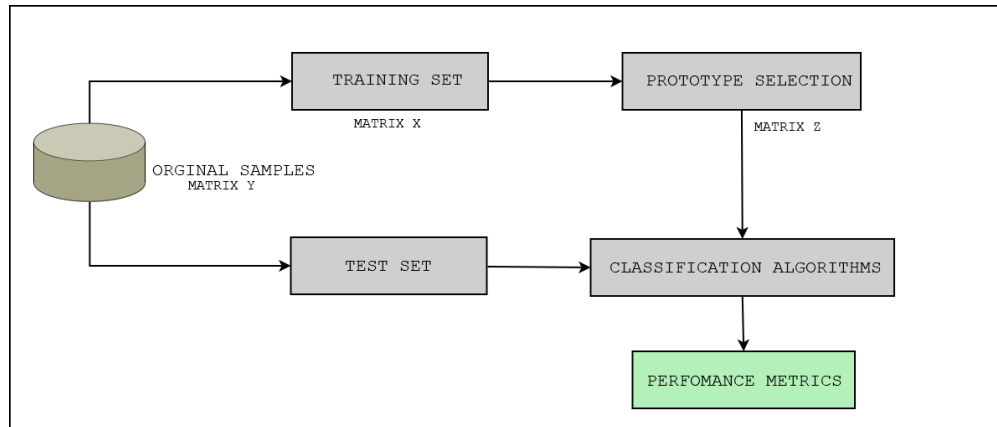 TRAINING SET
PROTOTYPE SELECTION
MATRIX X
MATRIX Z
ORGINAL SAMPLES
MATRIX Y
TEST SET
CLASSIFICATION ALGORITHMS
PERFOMANCE METRICS